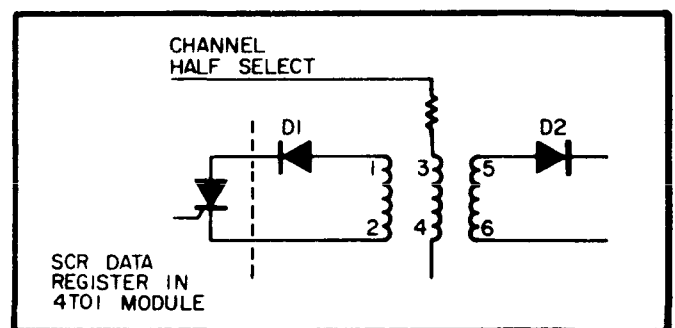 CHANNEL
HALF SELECT
D1
D2
1
3
5
2
4
6
SCR DATA
REGISTER IN
4TO1 MODULE